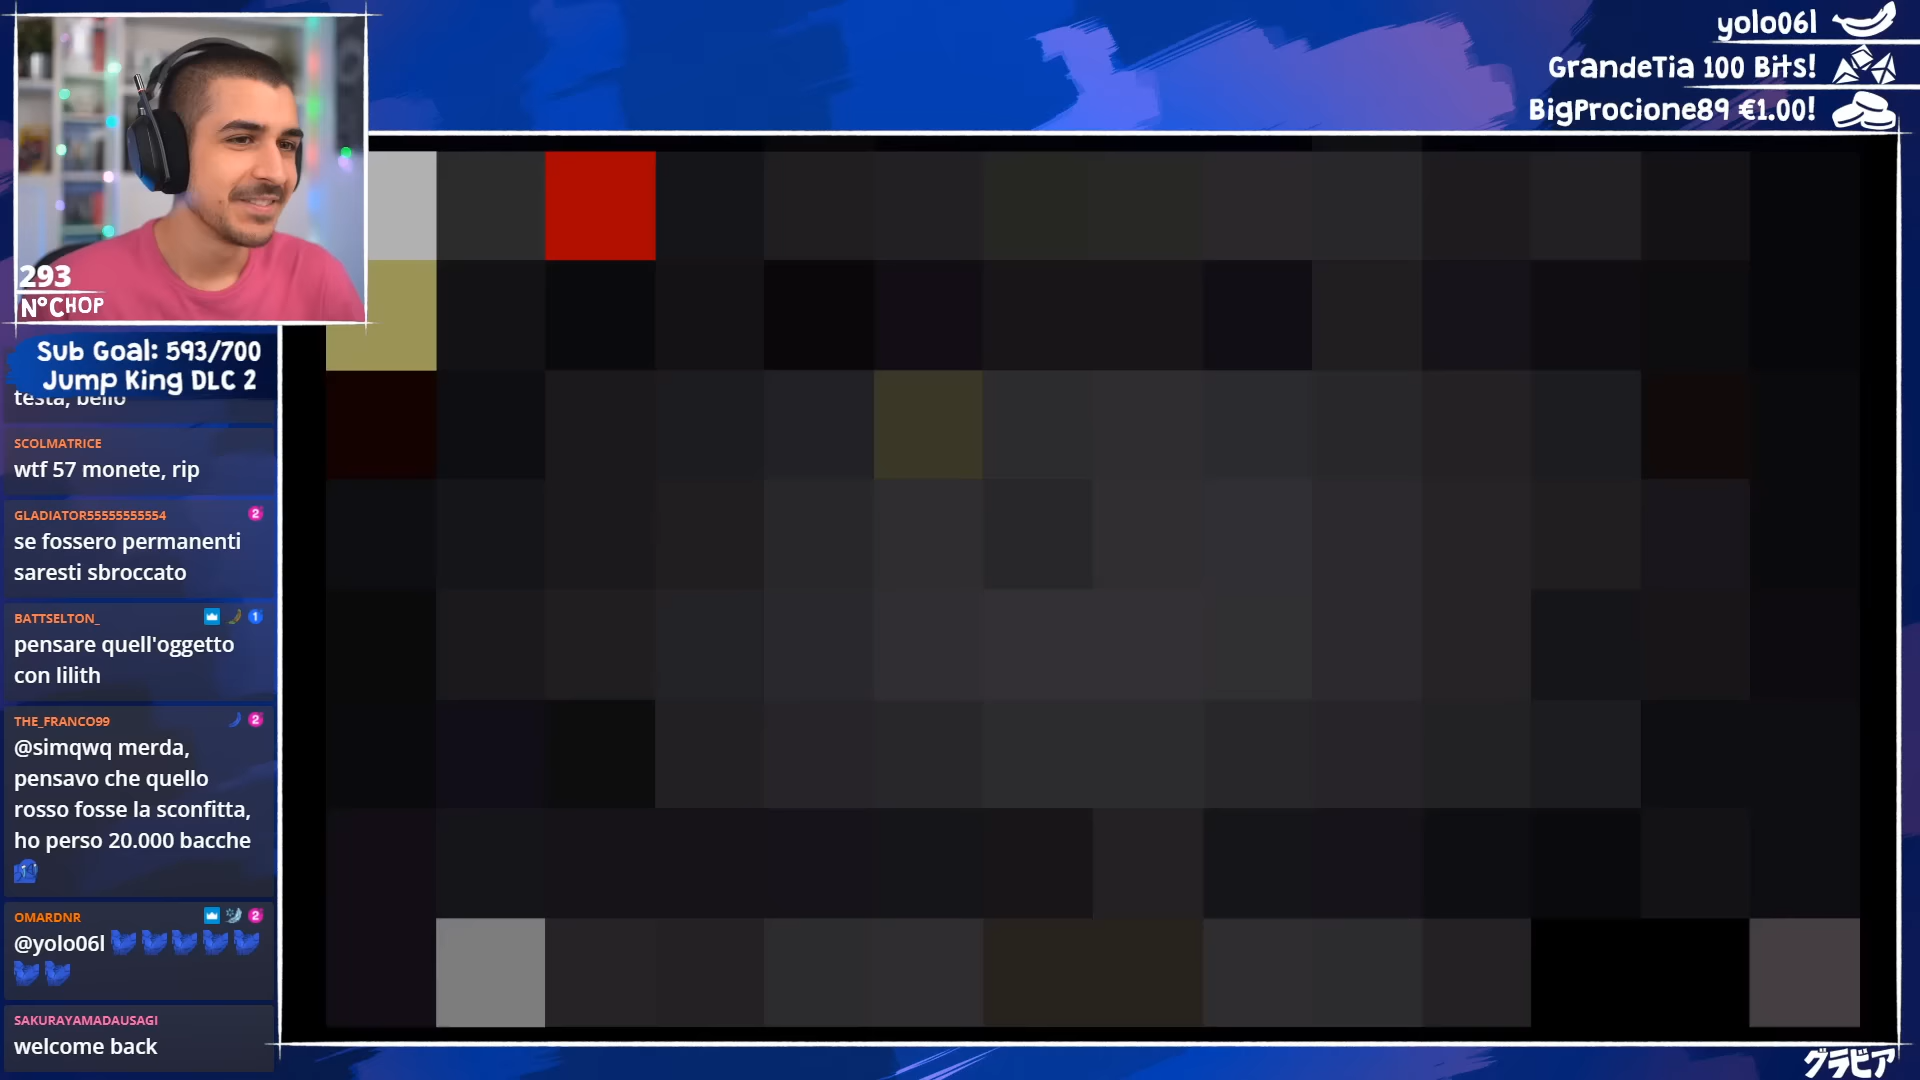 yolo06l
GrandeTia 100 Bits!
BigProcione89 €1.00!
293
N°CHOP
Sub Goal: 593/700
Jump King DLC 2
testa, bello
SCOLMATRICE
wtf 57 monete, rip
GLADIATOR55555555554
2
se fossero permanenti
saresti sbroccato
BATTSELTON_
1
pensare quell'oggetto
con lilith
THE_FRANCO99
2
@simqwq merda,
pensavo che quello
rosso fosse la sconfitta,
ho perso 20.000 bacche
OMARDNR
2
@yolo06l
SAKURAYAMADAUSAGI
welcome back
グラビア